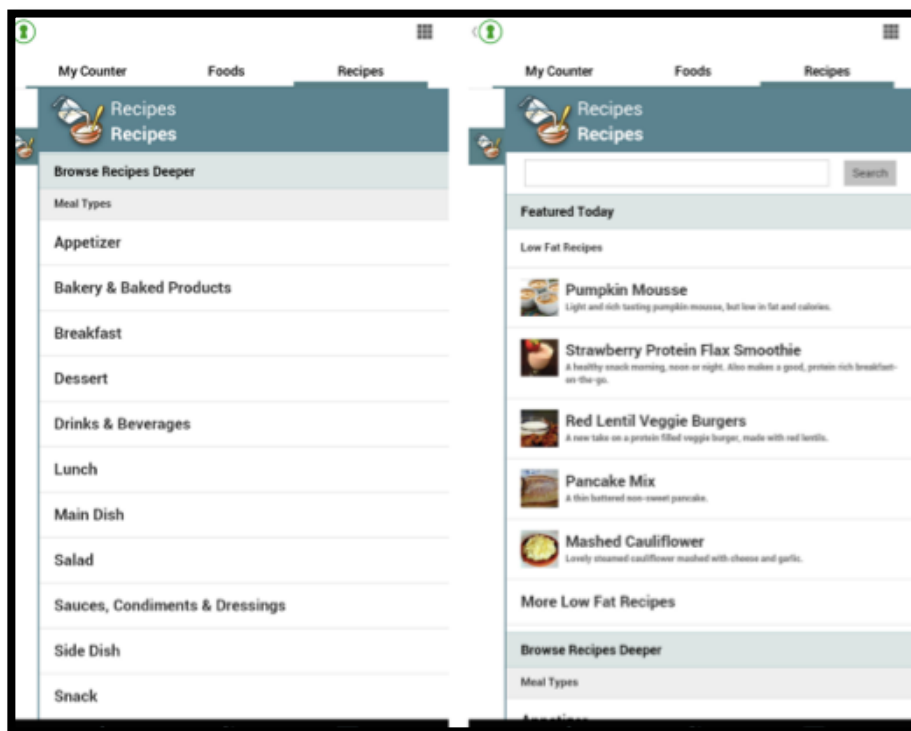 My Counter Foods Recipes
Recipes
Recipes
Browse Recipes Deeper
Meal Types
Appetizer
Bakery & Baked Products
Breakfast
Dessert
Drinks & Beverages
Lunch
Main Dish
Salad
Sauces, Condiments & Dressings
Side Dish
Snack
My Counter Foods Recipes
Recipes
Recipes
Search
Featured Today
Low Fat Recipes
Pumpkin Mousse
Light and rich tasting pumpkin mousse, but low in fat and calories.
Strawberry Protein Flax Smoothie
A healthy snack morning, noon or night. Also makes a good, protein rich breakfast-
on-the-go.
Red Lentil Veggie Burgers
A new take on a protein filled veggie burger, made with red lentils.
Pancake Mix
A thin battered non-sweet pancake.
Mashed Cauliflower
Lovely steamed cauliflower mashed with cheese and garlic.
More Low Fat Recipes
Browse Recipes Deeper
Meal Types
Appetizer